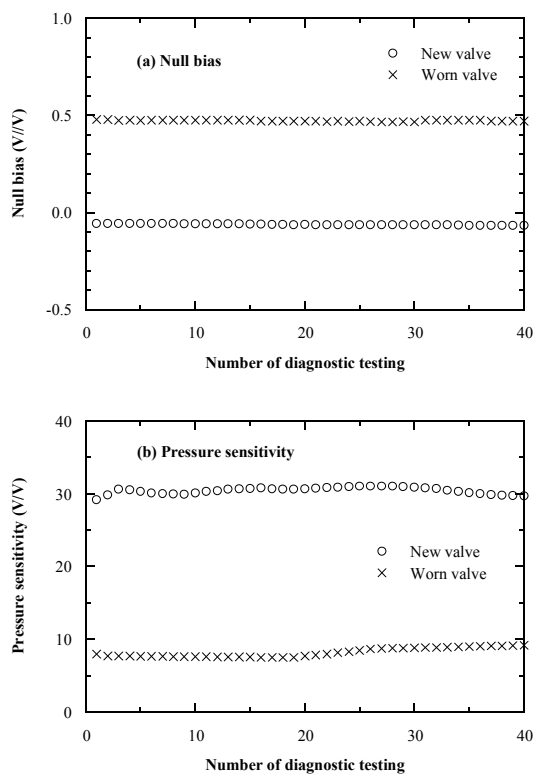 1.0
(a) Null bias
New valve
Worn valve
0.5
Null bias (V//V)
0.0
-0.5
0 10 20 30 40
Number of diagnostic testing
40
(b) Pressure sensitivity
30
New valve
Worn valve
20
Pressure sensitivity (V/V)
10
0
0 10 20 30 40
Number of diagnostic testing